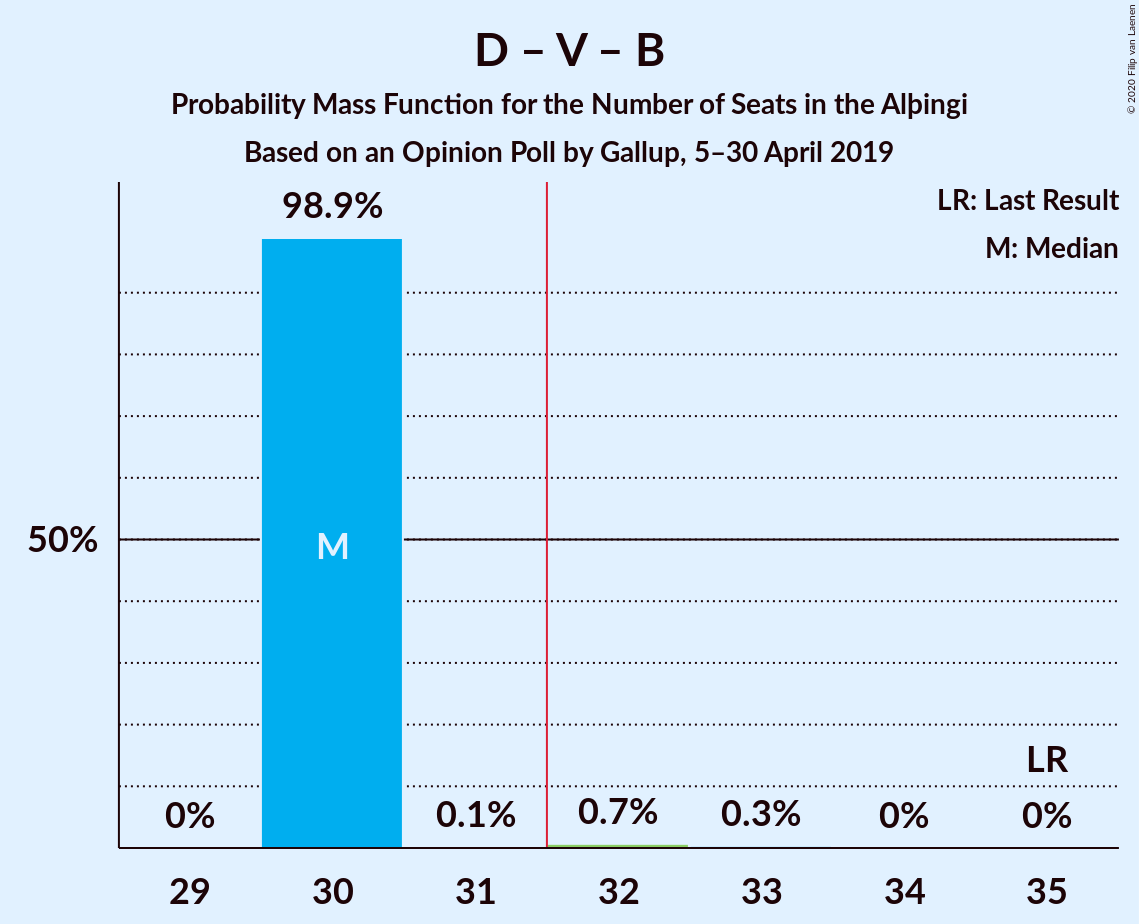 D – V – B
Probability Mass Function for the Number of Seats in the Alþingi
Based on an Opinion Poll by Gallup, 5–30 April 2019
© 2020 Filip van Laenen
LR: Last Result
M: Median
98.9%
50%
M
LR
0%
0.1%
0.7%
0.3%
0%
0%
29
30
31
32
33
34
35